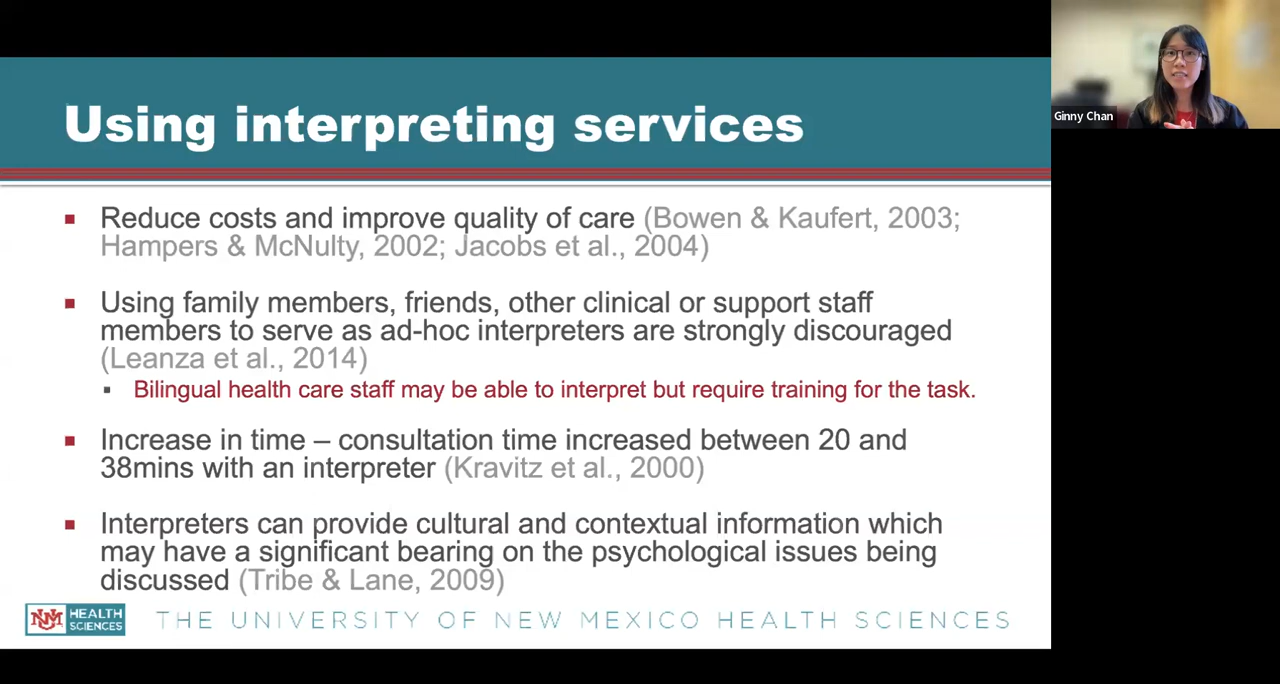 Using interpreting services
Ginny Chan
▪ Reduce costs and improve quality of care (Bowen & Kaufert, 2003;
Hampers & McNulty, 2002; Jacobs et al., 2004)
▪ Using family members, friends, other clinical or support staff
members to serve as ad-hoc interpreters are strongly discouraged
(Leanza et al., 2014)
▪ Bilingual health care staff may be able to interpret but require training for the task.
▪ Increase in time – consultation time increased between 20 and
38mins with an interpreter (Kravitz et al., 2000)
▪ Interpreters can provide cultural and contextual information which
may have a significant bearing on the psychological issues being
discussed (Tribe & Lane, 2009)
UNM HEALTH
SCIENCES
THE UNIVERSITY OF NEW MEXICO HEALTH SCIENCES